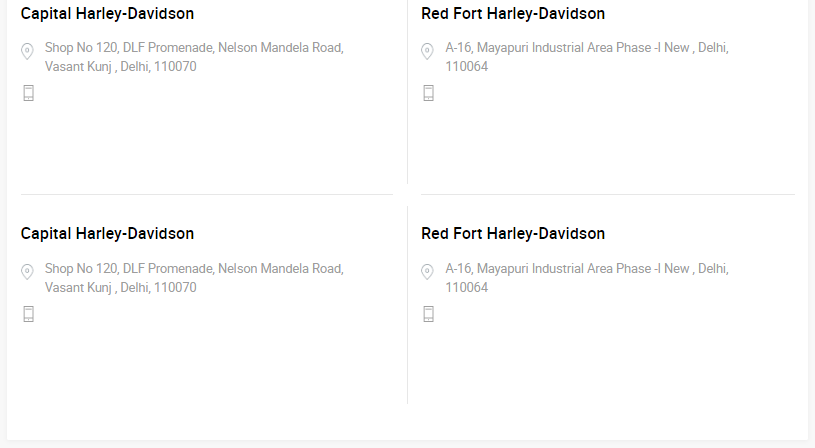 Capital Harley-Davidson
Shop No 120, DLF Promenade, Nelson Mandela Road,
Vasant Kunj , Delhi, 110070
Red Fort Harley-Davidson
A-16, Mayapuri Industrial Area Phase -I New , Delhi,
110064
Capital Harley-Davidson
Shop No 120, DLF Promenade, Nelson Mandela Road,
Vasant Kunj , Delhi, 110070
Red Fort Harley-Davidson
A-16, Mayapuri Industrial Area Phase -I New , Delhi,
110064